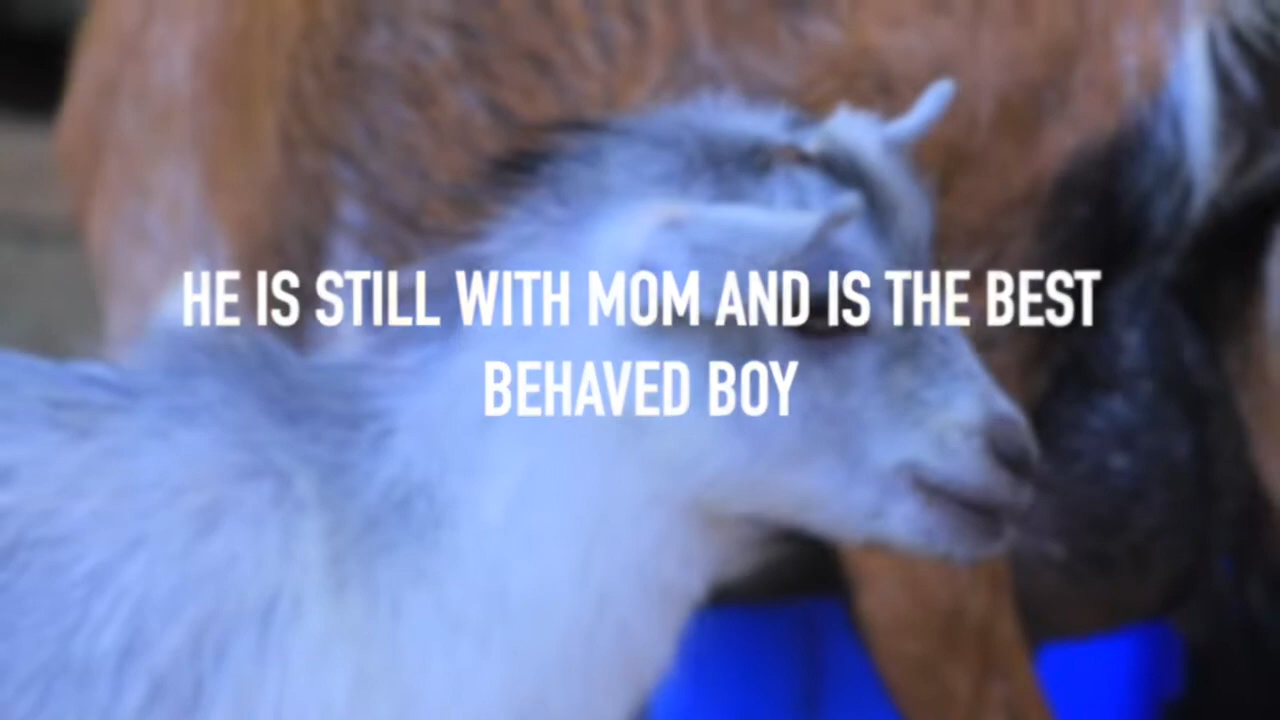 HE IS STILL WITH MOM AND IS THE BEST
BEHAVED BOY